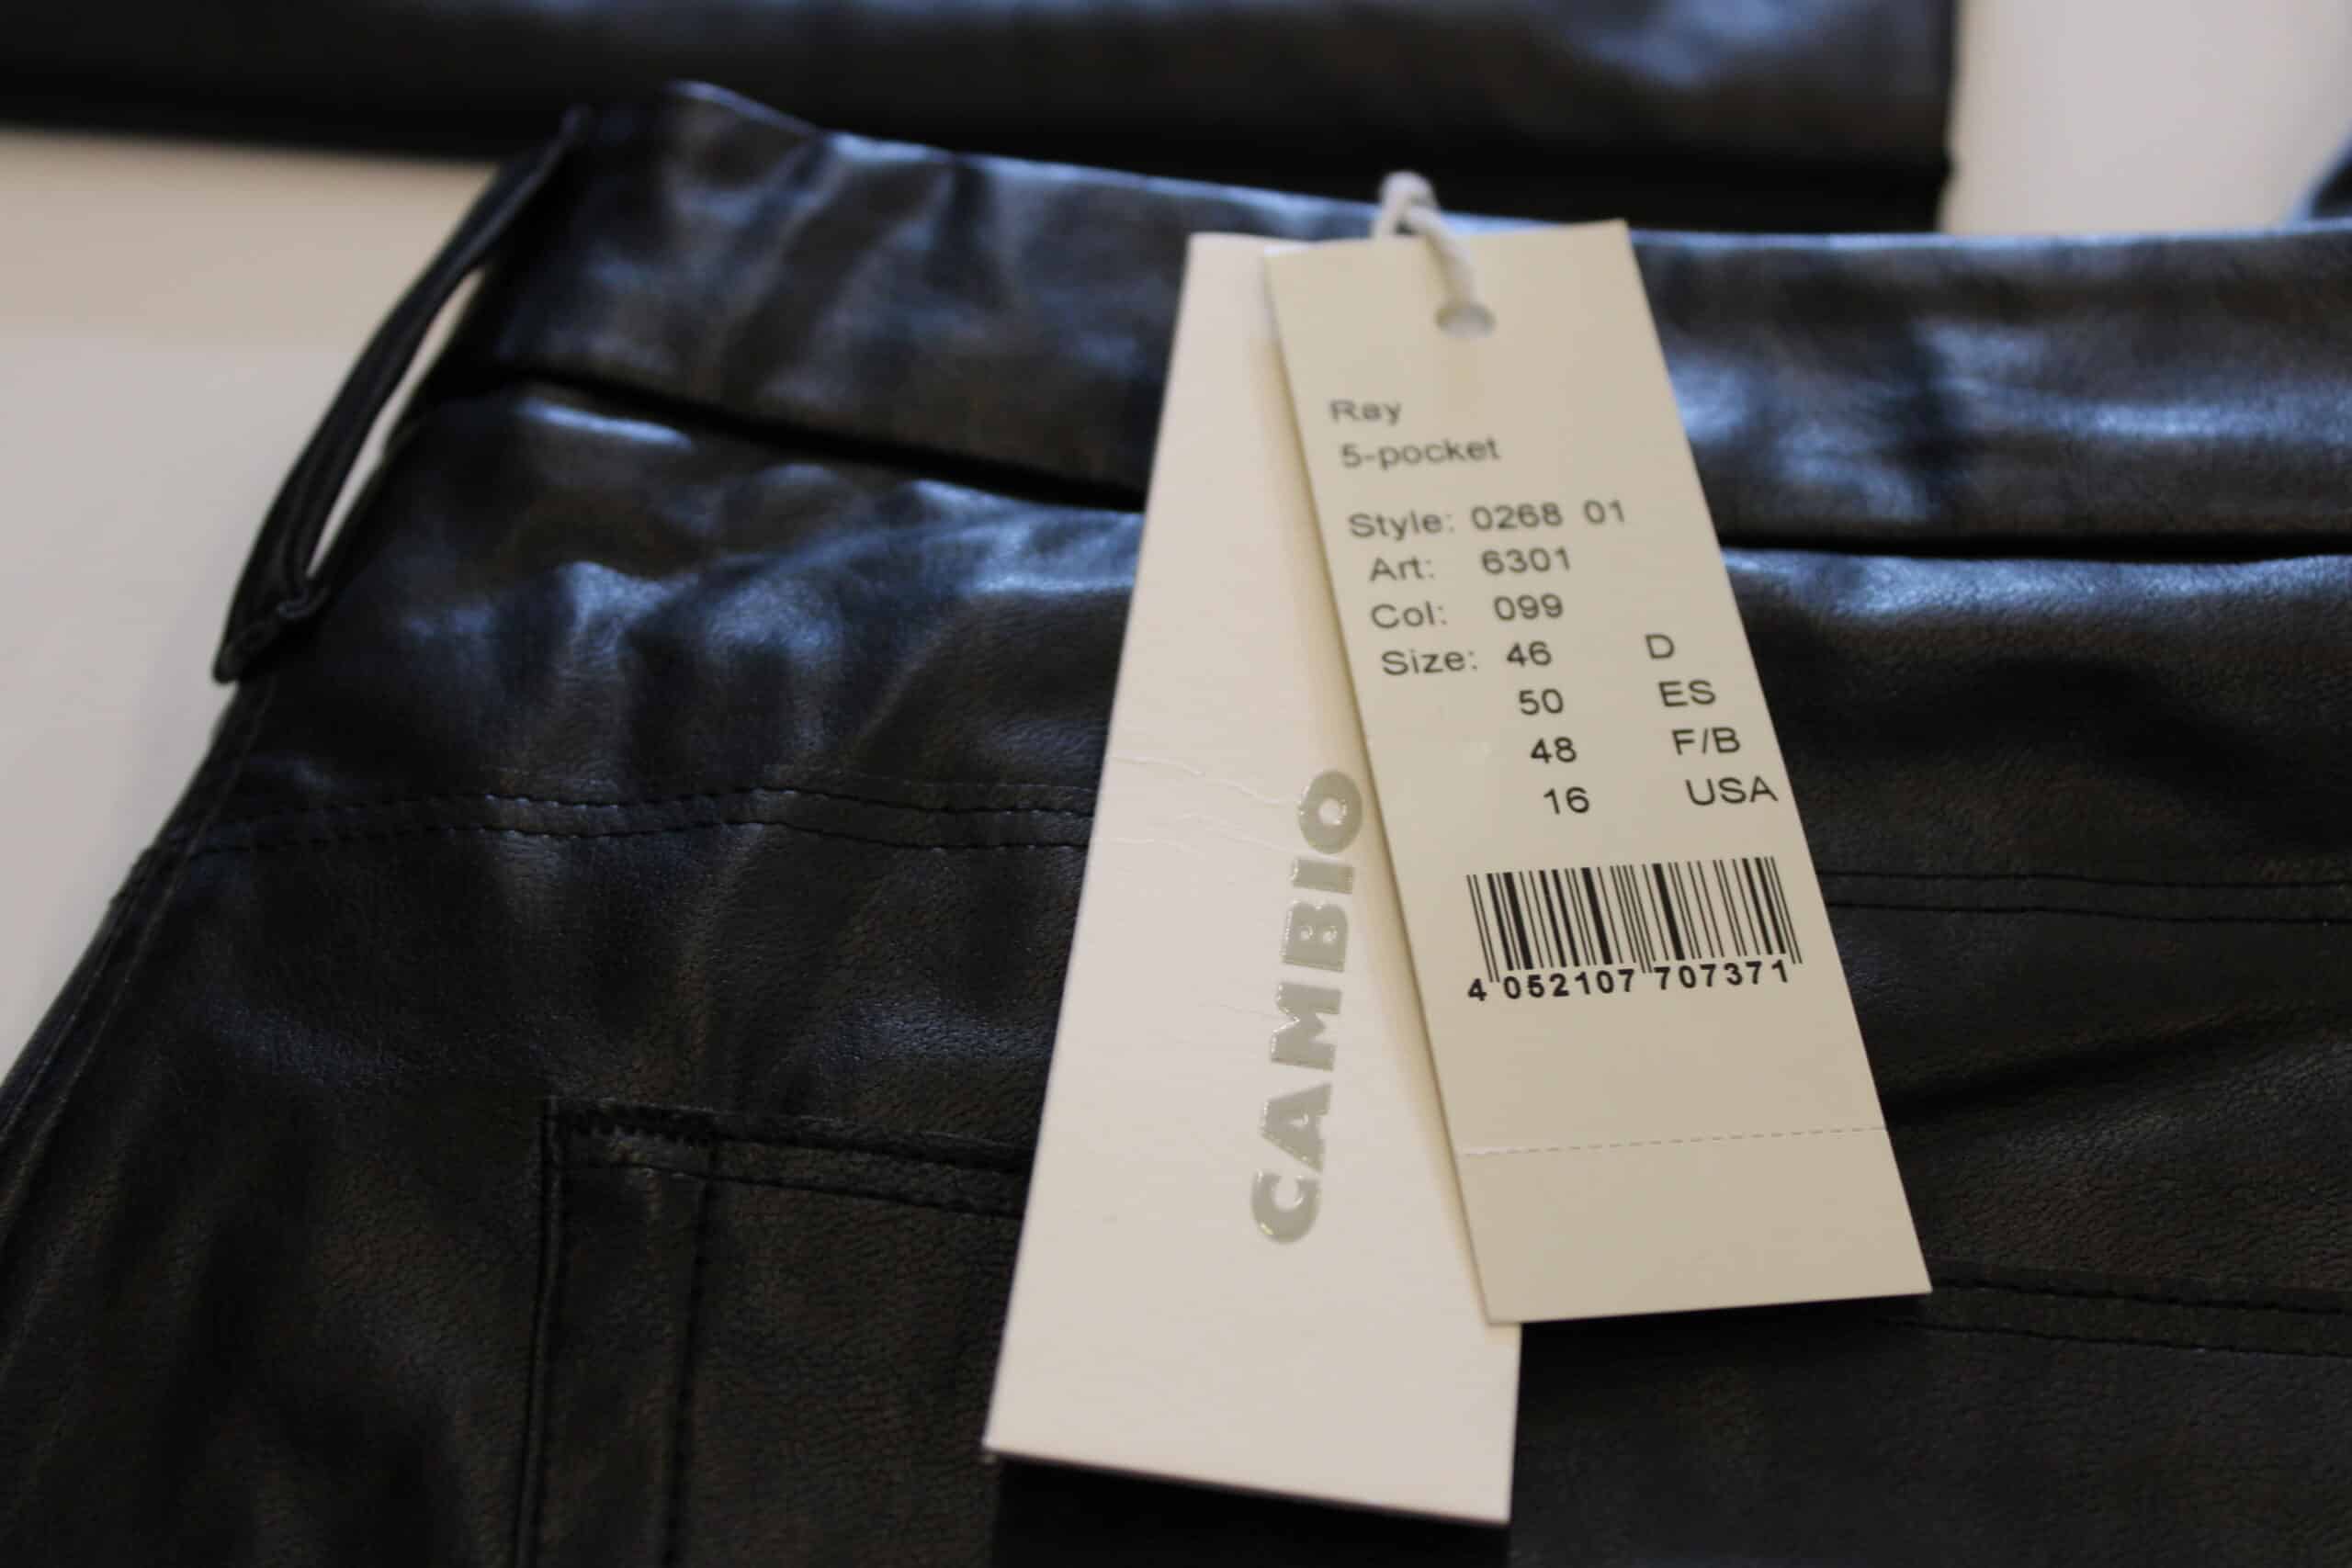 Ray
5-pocket
Style: 0268 01
Art: 6301
Col: 099
Size: 46 D
50 ES
48 F/B
16 USA
4 052107 707371
CAMBIO